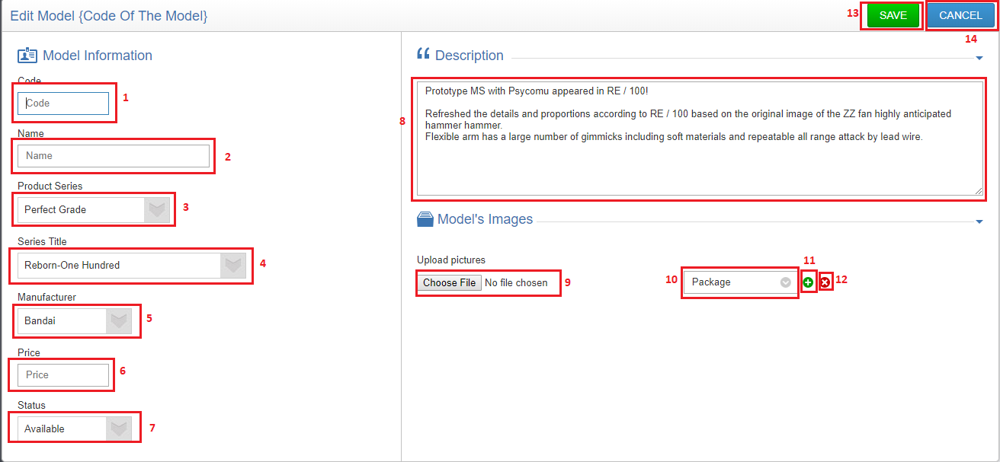 Edit Model {Code Of The Model}
13
SAVE
CANCEL
14
Model Information
Code
Code
1
Name
Name
2
Product Series
Perfect Grade
3
Series Title
Reborn-One Hundred
4
Manufacturer
Bandai
5
Price
Price
6
Status
Available
7
Description
8
Prototype MS with Psycomu appeared in RE / 100!
Refreshed the details and proportions according to RE / 100 based on the original image of the ZZ fan highly anticipated
hammer hammer.
Flexible arm has a large number of gimmicks including soft materials and repeatable all range attack by lead wire.
Model's Images
Upload pictures
Choose File No file chosen
9
10
Package
11
12